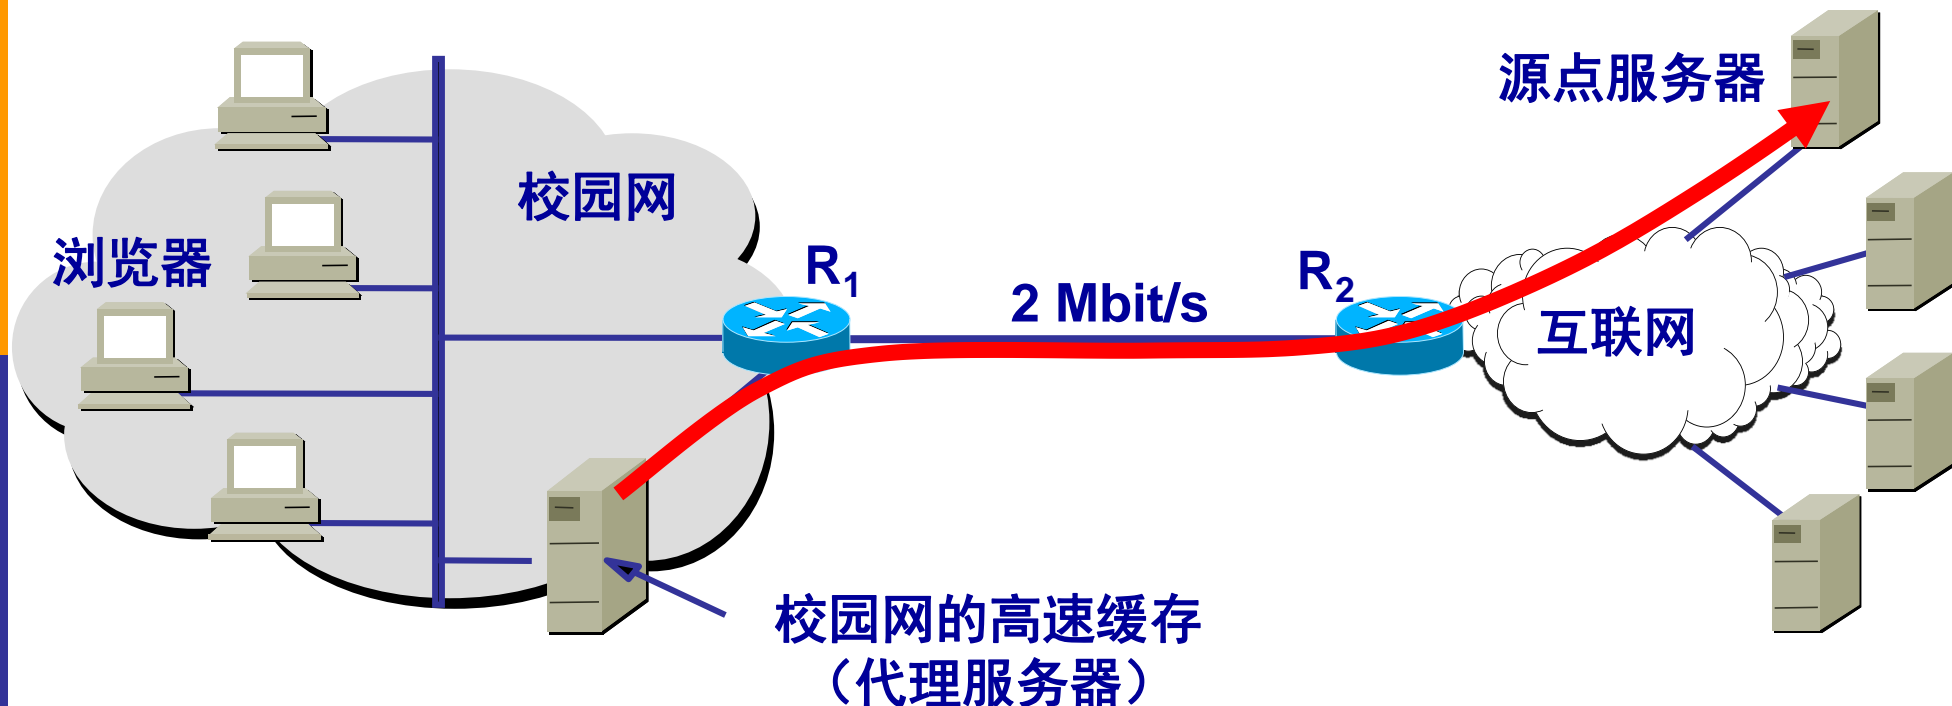 源点服务器
校园网
浏览器
R₁
2 Mbit/s
R₂
互联网
校园网的高速缓存
（代理服务器）